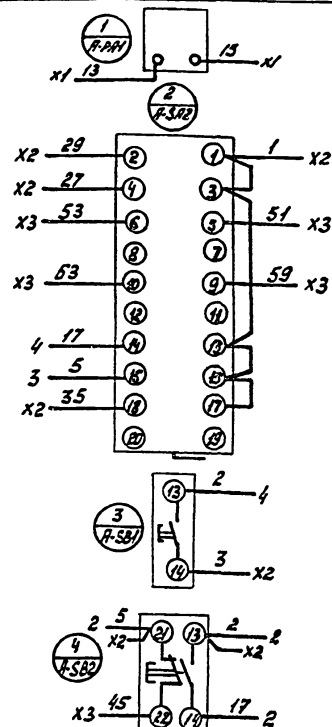 1
A-PA1
x1 13 15 x1
2
A-SA2
x2 29 2 1 1 x2
x2 27 4 3
x3 53 6 5 51 x3
8 7
x3 63 10 9 59 x3
12 11
4 17 14 13
3 5 16 15
x2 35 18 17
20 19
13 2 4
3
A-SB1
14 3 x2
2 5 21 13 2 2
x2 x2
4
A-SB2
x3 45 22 14 17 2